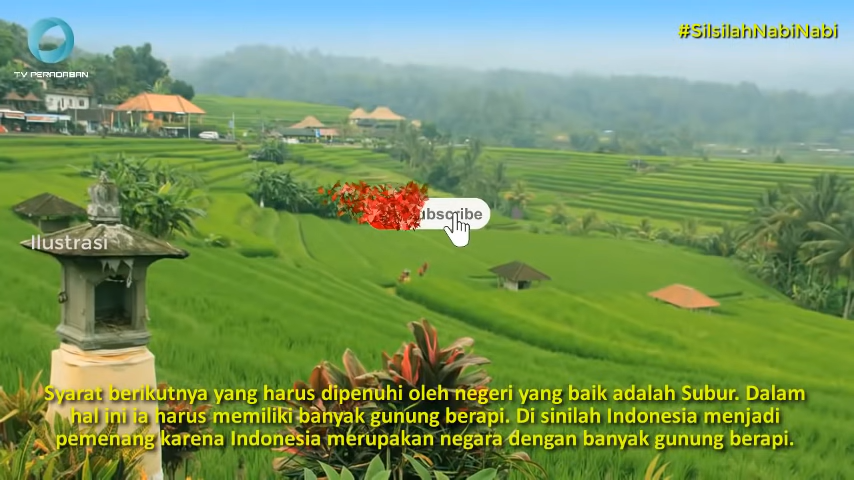 #SilsilahNabiNabi
TV PERADABAN
ubscribe
Ilustrasi
Syarat berikutnya yang harus dipenuhi oleh negeri yang baik adalah Subur. Dalam
hal ini ia harus memiliki banyak gunung berapi. Di sinilah Indonesia menjadi
pemenang karena Indonesia merupakan negara dengan banyak gunung berapi.